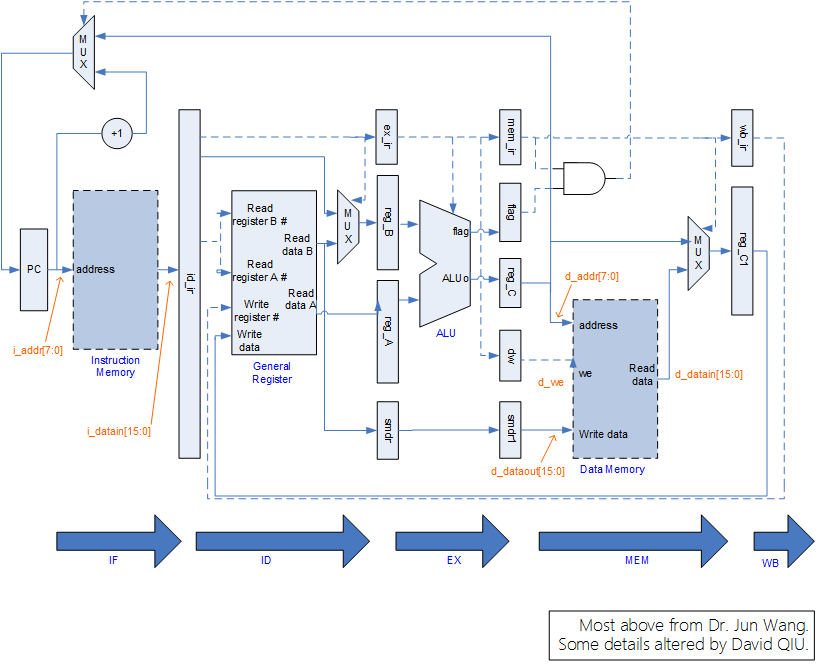 MUX
+1
ex_ir
mem_ir
wb_ir
PC
address
id_ir
Read
register B #
Read
data B
Read
register A #
Read
data A
Write
register #
Write
data
MUX
reg_B
reg_A
flag
ALUo
ALU
flag
reg_C
MUX
reg_C1
d_addr[7:0]
i_addr[7:0]
Instruction
Memory
General
Register
dw
d_we
address
we
Read
data
d_datain[15:0]
i_datain[15:0]
smdr
smdr1
Write data
d_dataout[15:0]
Data Memory
IF
ID
EX
MEM
WB
Most above from Dr. Jun Wang.
Some details altered by David QIU.